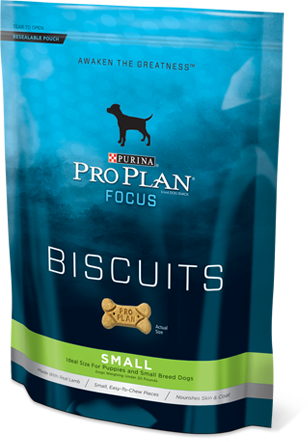 TEAR TO OPEN
RESEALABLE POUCH
AWAKEN THE GREATNESS™
PURINA
PRO PLAN®
FOCUS
BISCUITS
PRO PLAN
Actual Size
SMALL
Ideal Size For Puppies and Small Breed Dogs
Made With Real Lamb
Small, Easy-To-Chew Pieces
Nourishes Skin & Coat